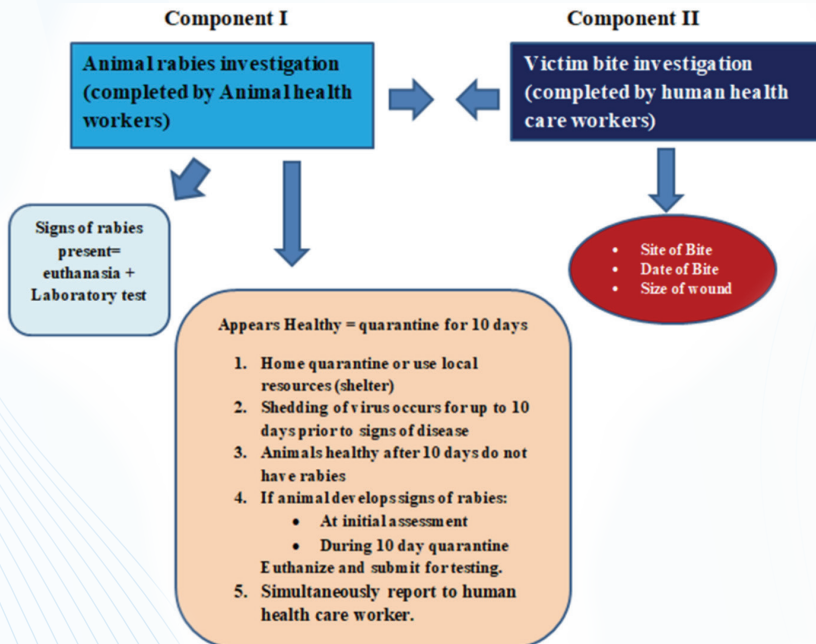 Component I
Component II
Animal rabies investigation
(completed by Animal health
workers)
Victim bite investigation
(completed by human health
care workers)
Signs of rabies
present=
euthanasia +
Laboratory test
• Site of Bite
• Date of Bite
• Size of wound
Appears Healthy = quarantine for 10 days
1. Home quarantine or use local
resources (shelter)
2. Shedding of virus occurs for up to 10
days prior to signs of disease
3. Animals healthy after 10 days do not
have rabies
4. If animal develops signs of rabies:
• At initial assessment
• During 10 day quarantine
Euthanize and submit for testing.
5. Simultaneously report to human
health care worker.